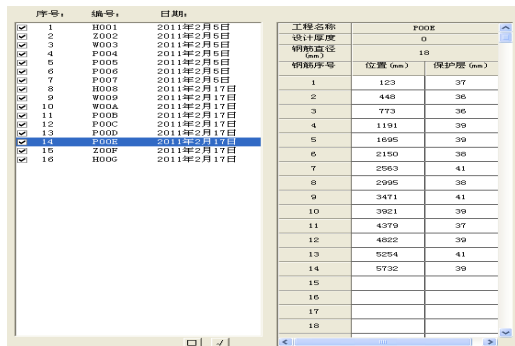 序号: 编号: 日期:
1 H001 2011年2月5日
2 Z002 2011年2月5日
3 W003 2011年2月5日
4 P004 2011年2月5日
5 P005 2011年2月5日
6 P006 2011年2月5日
7 P007 2011年2月5日
8 H008 2011年2月17日
9 W009 2011年2月17日
10 W00A 2011年2月17日
11 P00B 2011年2月17日
12 P00C 2011年2月17日
13 P00D 2011年2月17日
14 P00E 2011年2月17日
15 Z00F 2011年2月17日
16 H00G 2011年2月17日
工程名称 P00E
设计厚度 0
钢筋直径(mm) 18
钢筋序号 位置(mm) 保护层(mm)
1 123 37
2 448 36
3 773 36
4 1191 39
5 1695 39
6 2150 38
7 2563 41
8 2995 38
9 3471 41
10 3921 39
11 4379 37
12 4822 39
13 5254 41
14 5732 39
15
16
17
18